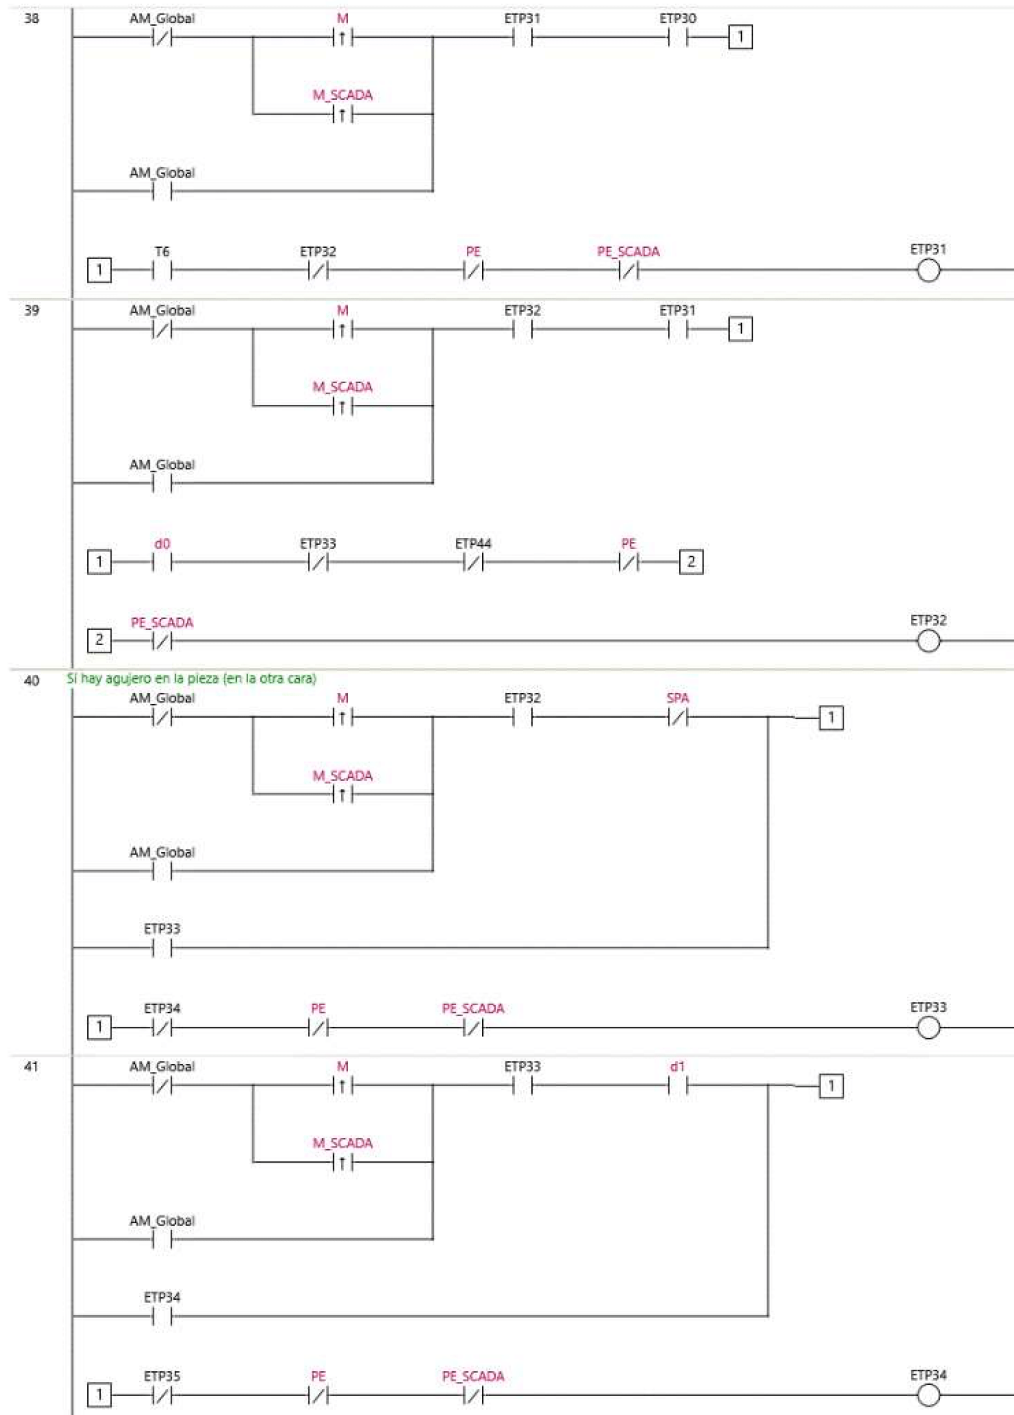 38 AM_Global M ETP31 ETP30
1
M_SCADA
AM_Global
T6 ETP32 PE PE_SCADA ETP31
1
39 AM_Global M ETP32 ETP31
1
M_SCADA
AM_Global
d0 ETP33 ETP44 PE
1 2
PE_SCADA ETP32
2
40 Si hay agujero en la pieza (en la otra cara)
AM_Global M ETP32 SPA
1
M_SCADA
AM_Global
ETP33
ETP34 PE PE_SCADA ETP33
1
41 AM_Global M ETP33 d1
1
M_SCADA
AM_Global
ETP34
ETP35 PE PE_SCADA ETP34
1